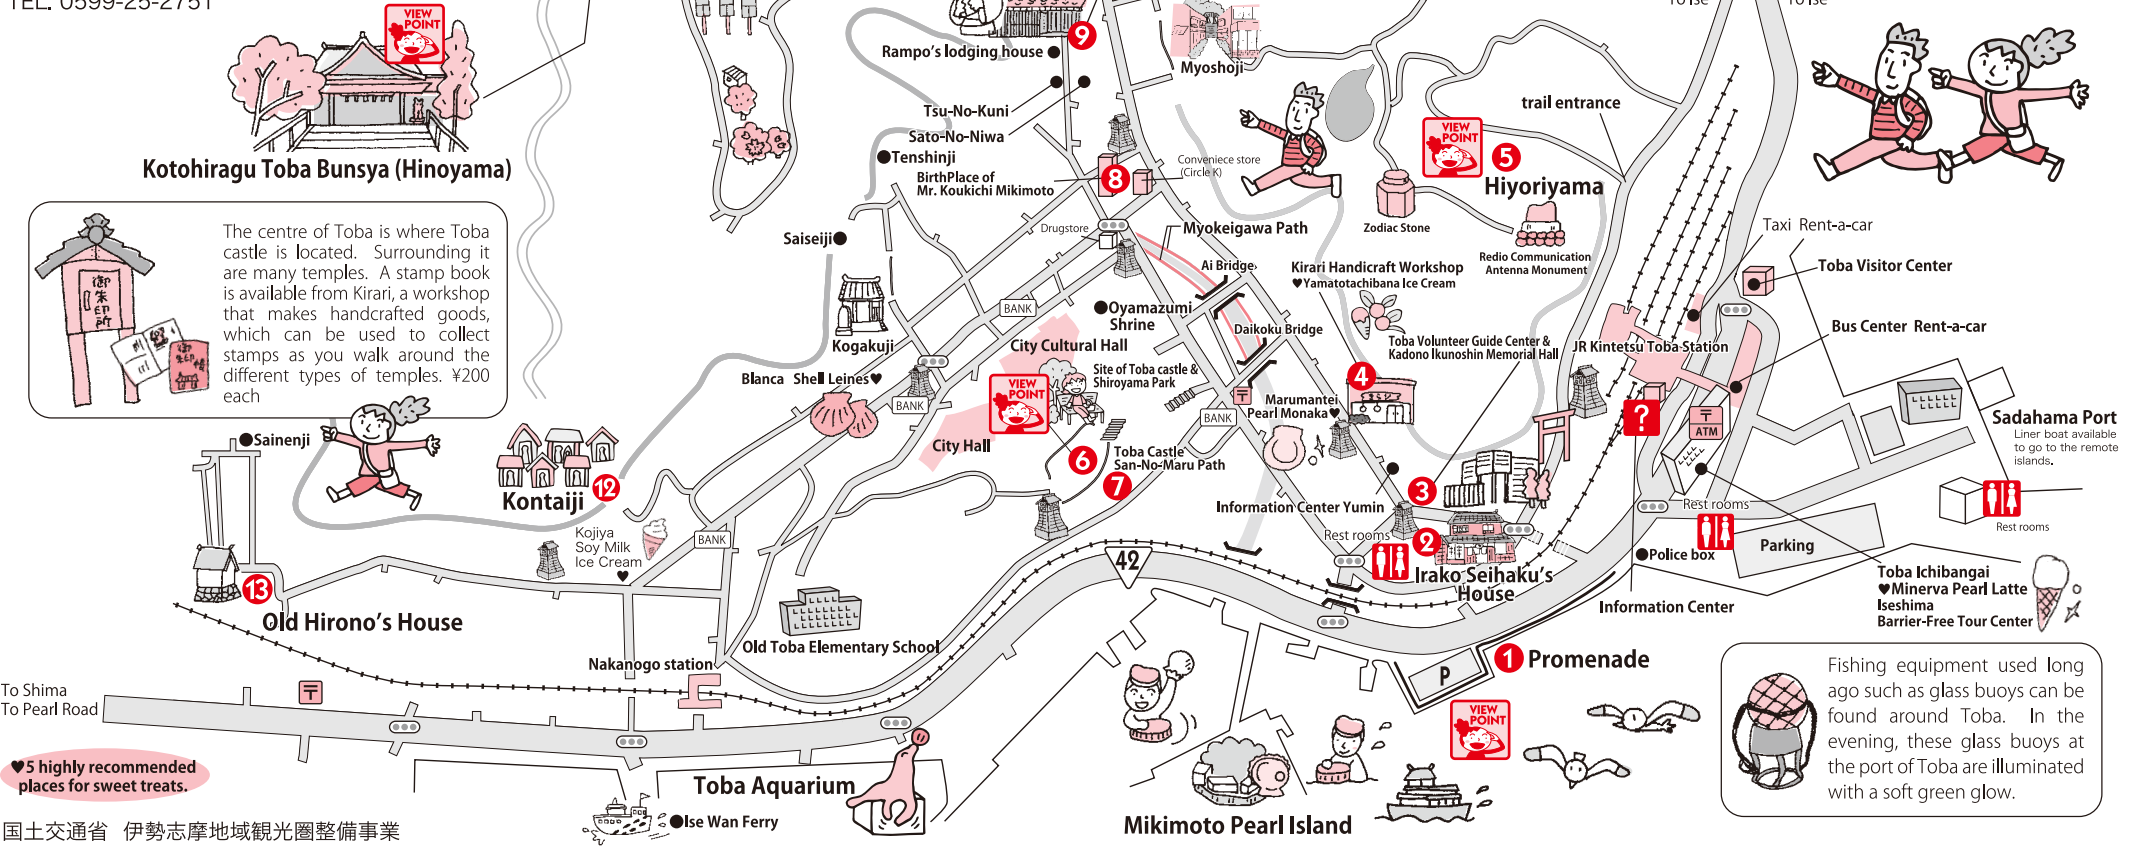 TEL. 0599-25-2751
VIEW
POINT
Kotohiragu Toba Bunsya (Hinoyama)
The centre of Toba is where Toba
castle is located. Surrounding it
are many temples. A stamp book
is available from Kirari, a workshop
that makes handcrafted goods,
which can be used to collect
stamps as you walk around the
different types of temples. ¥200
each
御朱印所
御朱印帳
9
Rampo's lodging house
Myoshoji
Tsu-No-Kuni
Sato-No-Niwa
Tenshinji
BirthPlace of
Mr. Koukichi Mikimoto
8
Conveniece store
(Circle K)
Saiseiji
Drugstore
Myokeigawa Path
Ai Bridge
Kirari Handicraft Workshop
♥Yamatotachibana Ice Cream
VIEW
POINT
5
Hiyoriyama
trail entrance
Zodiac Stone
Redio Communication
Antenna Monument
To Ise
To Ise
Taxi Rent-a-car
Toba Visitor Center
Bus Center Rent-a-car
JR Kintetsu Toba Station
Kogakuji
BANK
Oyamazumi
Shrine
City Cultural Hall
Daikoku Bridge
Toba Volunteer Guide Center &
Kadono Ikunoshin Memorial Hall
Blanca Shell Leines♥
BANK
VIEW
POINT
Site of Toba castle &
Shiroyama Park
4
〒
Marumantei
Pearl Monaka♥
BANK
City Hall
6
Toba Castle
San-No-Maru Path
7
?
〒
ATM
Sadahama Port
Liner boat available
to go to the remote
islands.
Rest rooms
Sainenji
Kontaiji
12
Kojiya
Soy Milk
Ice Cream
♥
BANK
Information Center Yumin
3
Rest rooms
2
Irako Seihaku's
House
Rest rooms
Police box
Parking
Information Center
Toba Ichibangai
♥Minerva Pearl Latte
Iseshima
Barrier-Free Tour Center
42
13
Old Hirono's House
Old Toba Elementary School
Nakanogo station
P
1
Promenade
VIEW
POINT
To Shima
To Pearl Road
〒
♥5 highly recommended
places for sweet treats.
Toba Aquarium
Ise Wan Ferry
Mikimoto Pearl Island
Fishing equipment used long
ago such as glass buoys can be
found around Toba. In the
evening, these glass buoys at
the port of Toba are illuminated
with a soft green glow.
国土交通省 伊勢志摩地域観光圏整備事業